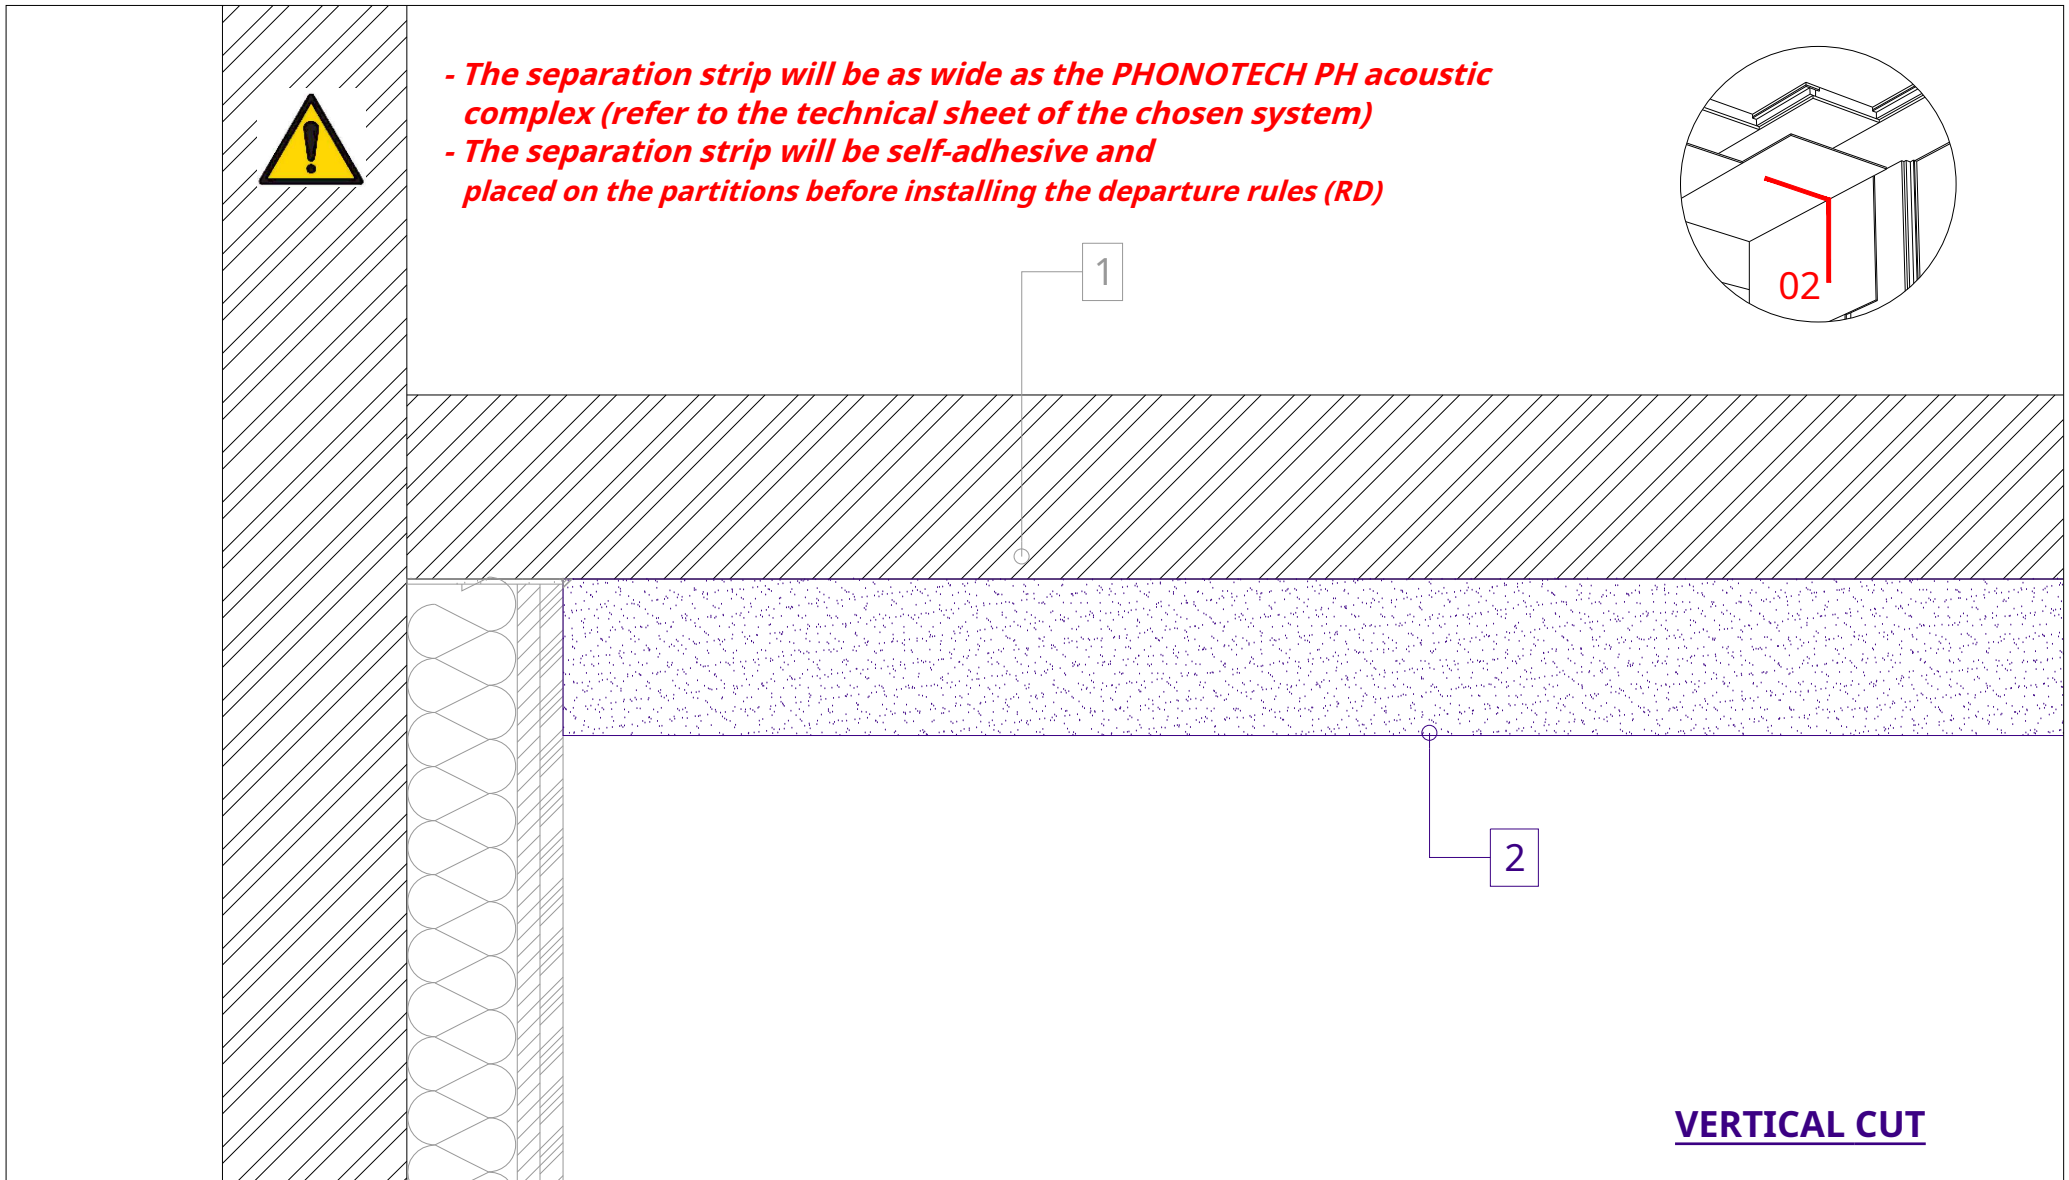 - The separation strip will be as wide as the PHONOTECH PH acoustic
complex (refer to the technical sheet of the chosen system)
- The separation strip will be self-adhesive and
placed on the partitions before installing the departure rules (RD)
02
1
2
VERTICAL CUT